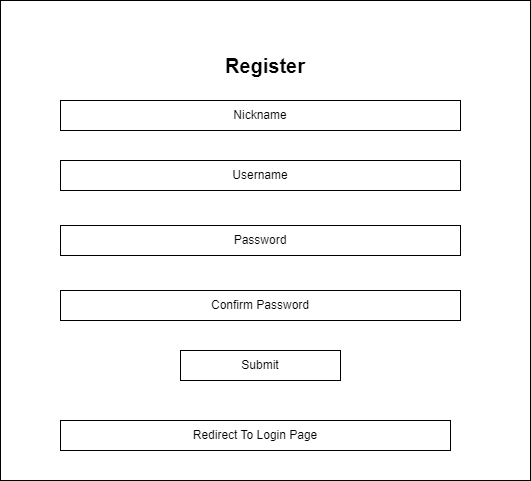 Register
Nickname
Username
Password
Confirm Password
Submit
Redirect To Login Page